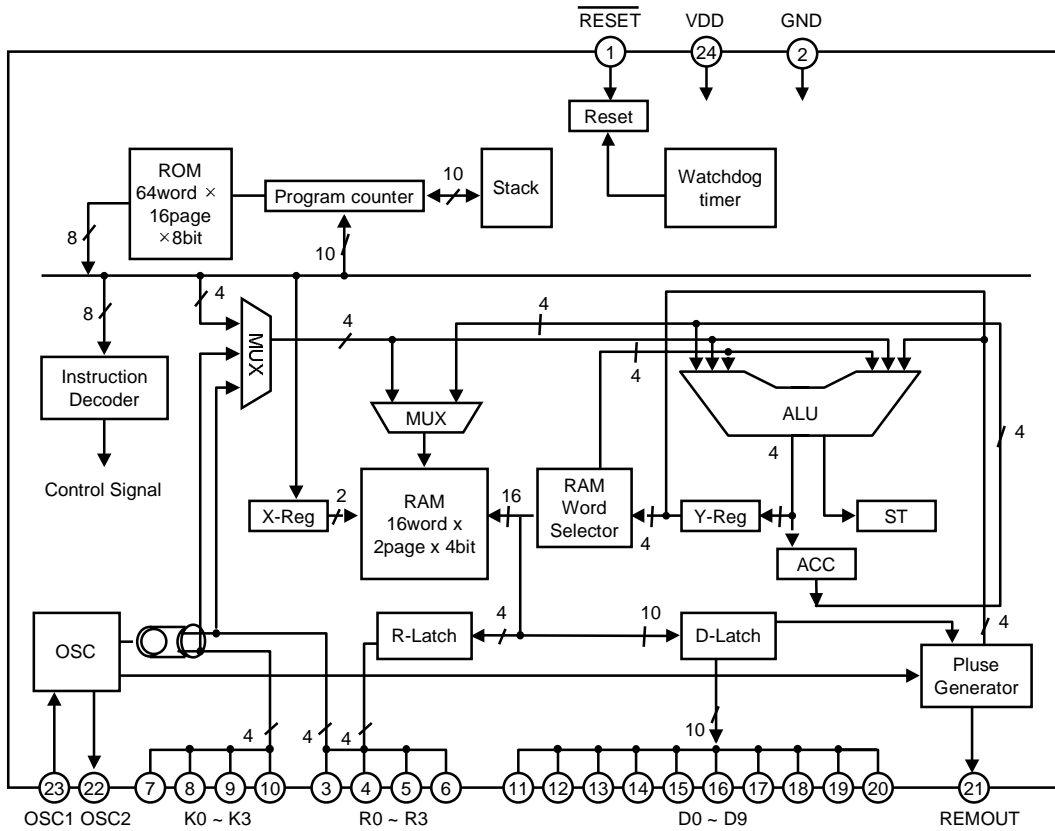 RESET VDD GND
1 24 2
Reset
ROM
64word ×
16page
×8bit
Program counter
10
Stack
Watchdog
timer
8
10
8
4
MUX
4
4
4
Instruction
Decoder
Control Signal
MUX
ALU
4
4
X-Reg
2
RAM
16word x
2page x 4bit
16
RAM
Word
Selector
4
Y-Reg
ST
ACC
OSC
R-Latch
4
10
D-Latch
4
Pluse
Generator
4
4
4
10
23 22 7 8 9 10 3 4 5 6 11 12 13 14 15 16 17 18 19 20 21
OSC1 OSC2 K0 ~ K3 R0 ~ R3 D0 ~ D9 REMOUT